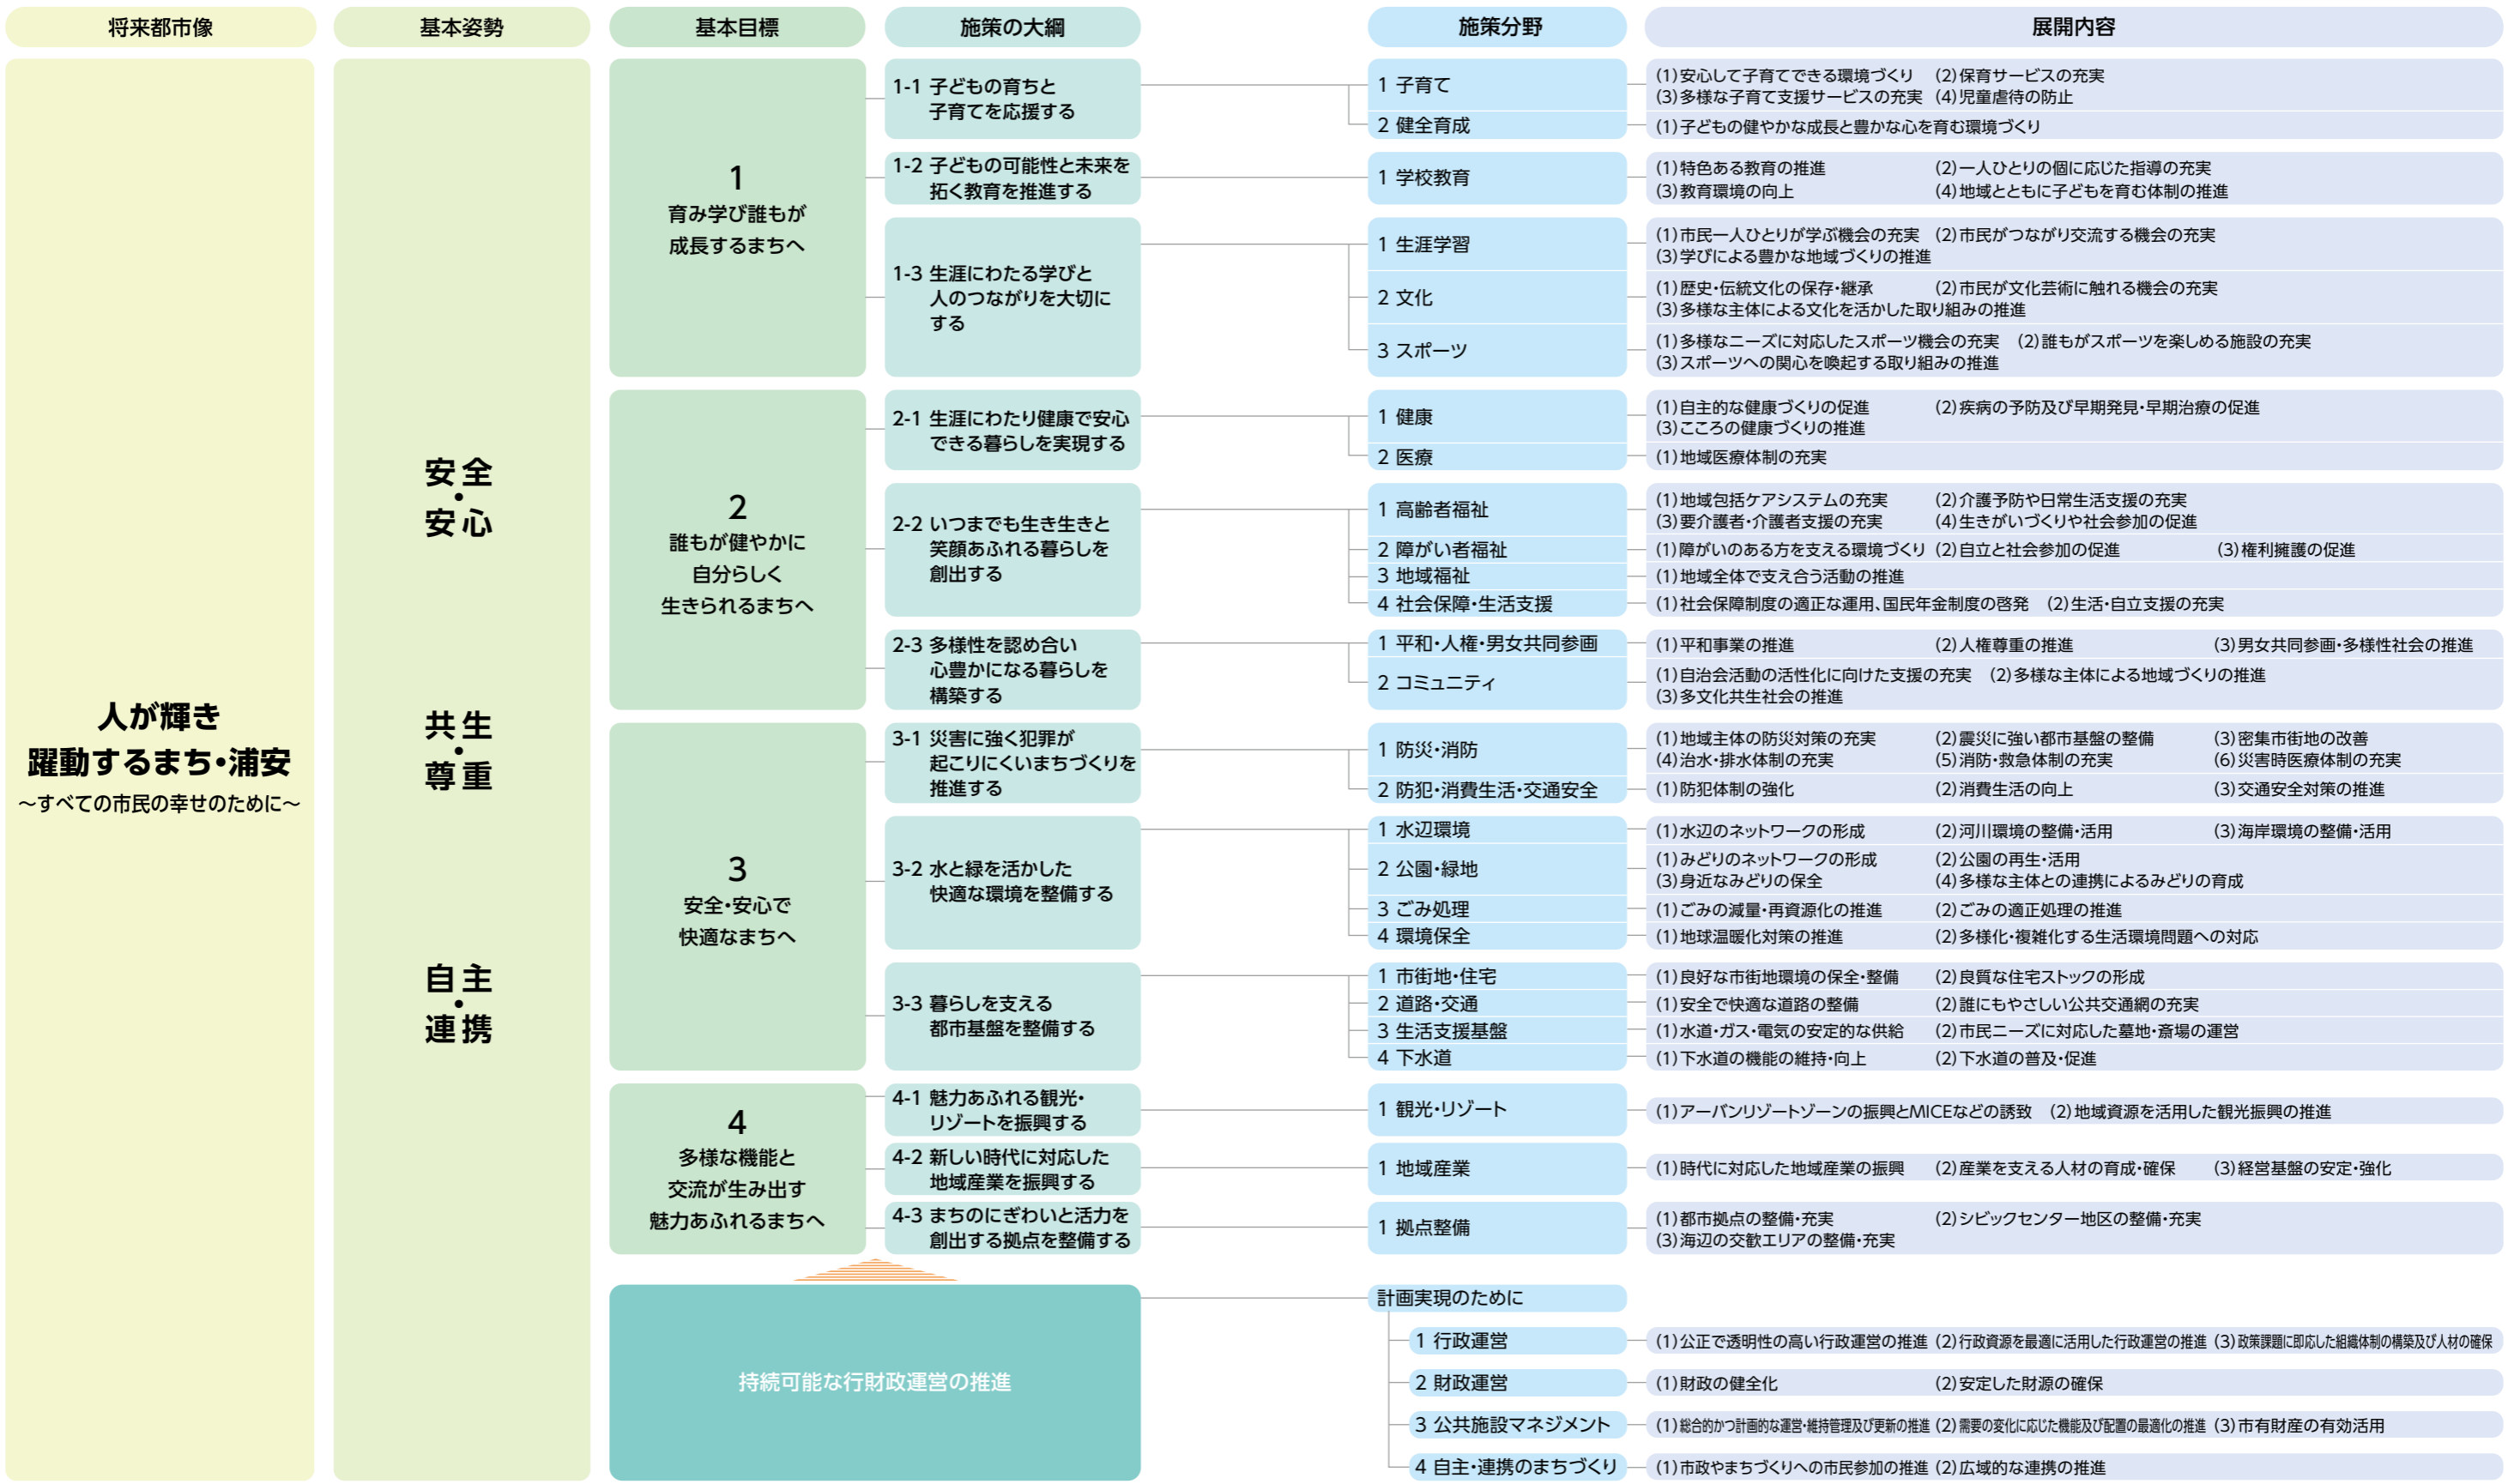 将来都市像
基本姿勢
基本目標
施策の大綱
施策分野
展開内容
人が輝き
躍動するまち・浦安
～すべての市民の幸せのために～
安全
・
安心
共生
・
尊重
自主
・
連携
1
育み学び誰もが
成長するまちへ
1-1 子どもの育ちと
子育てを応援する
1 子育て
(1)安心して子育てできる環境づくり (2)保育サービスの充実
(3)多様な子育て支援サービスの充実 (4)児童虐待の防止
2 健全育成
(1)子どもの健やかな成長と豊かな心を育む環境づくり
1-2 子どもの可能性と未来を
拓く教育を推進する
1 学校教育
(1)特色ある教育の推進 (2)一人ひとりの個に応じた指導の充実
(3)教育環境の向上 (4)地域とともに子どもを育む体制の推進
1-3 生涯にわたる学びと
人のつながりを大切に
する
1 生涯学習
(1)市民一人ひとりが学ぶ機会の充実 (2)市民がつながり交流する機会の充実
(3)学びによる豊かな地域づくりの推進
2 文化
(1)歴史・伝統文化の保存・継承 (2)市民が文化芸術に触れる機会の充実
(3)多様な主体による文化を活かした取り組みの推進
3 スポーツ
(1)多様なニーズに対応したスポーツ機会の充実 (2)誰もがスポーツを楽しめる施設の充実
(3)スポーツへの関心を喚起する取り組みの推進
2
誰もが健やかに
自分らしく
生きられるまちへ
2-1 生涯にわたり健康で安心
できる暮らしを実現する
1 健康
(1)自主的な健康づくりの促進 (2)疾病の予防及び早期発見・早期治療の促進
(3)こころの健康づくりの推進
2 医療
(1)地域医療体制の充実
2-2 いつまでも生き生きと
笑顔あふれる暮らしを
創出する
1 高齢者福祉
(1)地域包括ケアシステムの充実 (2)介護予防や日常生活支援の充実
(3)要介護者・介護者支援の充実 (4)生きがいづくりや社会参加の促進
2 障がい者福祉
(1)障がいのある方を支える環境づくり (2)自立と社会参加の促進 (3)権利擁護の促進
3 地域福祉
(1)地域全体で支え合う活動の推進
4 社会保障・生活支援
(1)社会保障制度の適正な運用、国民年金制度の啓発 (2)生活・自立支援の充実
2-3 多様性を認め合い
心豊かになる暮らしを
構築する
1 平和・人権・男女共同参画
(1)平和事業の推進 (2)人権尊重の推進 (3)男女共同参画・多様性社会の推進
2 コミュニティ
(1)自治会活動の活性化に向けた支援の充実 (2)多様な主体による地域づくりの推進
(3)多文化共生社会の推進
3
安全・安心で
快適なまちへ
3-1 災害に強く犯罪が
起こりにくいまちづくりを
推進する
1 防災・消防
(1)地域主体の防災対策の充実 (2)震災に強い都市基盤の整備 (3)密集市街地の改善
(4)治水・排水体制の充実 (5)消防・救急体制の充実 (6)災害時医療体制の充実
2 防犯・消費生活・交通安全
(1)防犯体制の強化 (2)消費生活の向上 (3)交通安全対策の推進
3-2 水と緑を活かした
快適な環境を整備する
1 水辺環境
(1)水辺のネットワークの形成 (2)河川環境の整備・活用 (3)海岸環境の整備・活用
2 公園・緑地
(1)みどりのネットワークの形成 (2)公園の再生・活用
(3)身近なみどりの保全 (4)多様な主体との連携によるみどりの育成
3 ごみ処理
(1)ごみの減量・再資源化の推進 (2)ごみの適正処理の推進
4 環境保全
(1)地球温暖化対策の推進 (2)多様化・複雑化する生活環境問題への対応
3-3 暮らしを支える
都市基盤を整備する
1 市街地・住宅
(1)良好な市街地環境の保全・整備 (2)良質な住宅ストックの形成
2 道路・交通
(1)安全で快適な道路の整備 (2)誰にもやさしい公共交通網の充実
3 生活支援基盤
(1)水道・ガス・電気の安定的な供給 (2)市民ニーズに対応した墓地・斎場の運営
4 下水道
(1)下水道の機能の維持・向上 (2)下水道の普及・促進
4
多様な機能と
交流が生み出す
魅力あふれるまちへ
4-1 魅力あふれる観光・
リゾートを振興する
1 観光・リゾート
(1)アーバンリゾートゾーンの振興とMICEなどの誘致 (2)地域資源を活用した観光振興の推進
4-2 新しい時代に対応した
地域産業を振興する
1 地域産業
(1)時代に対応した地域産業の振興 (2)産業を支える人材の育成・確保 (3)経営基盤の安定・強化
4-3 まちのにぎわいと活力を
創出する拠点を整備する
1 拠点整備
(1)都市拠点の整備・充実 (2)シビックセンター地区の整備・充実
(3)海辺の交歓エリアの整備・充実
持続可能な行財政運営の推進
計画実現のために
1 行政運営
(1)公正で透明性の高い行政運営の推進 (2)行政資源を最適に活用した行政運営の推進 (3)政策課題に即応した組織体制の構築及び人材の確保
2 財政運営
(1)財政の健全化 (2)安定した財源の確保
3 公共施設マネジメント
(1)総合的かつ計画的な運営・維持管理及び更新の推進 (2)需要の変化に応じた機能及び配置の最適化の推進 (3)市有財産の有効活用
4 自主・連携のまちづくり
(1)市政やまちづくりへの市民参加の推進 (2)広域的な連携の推進